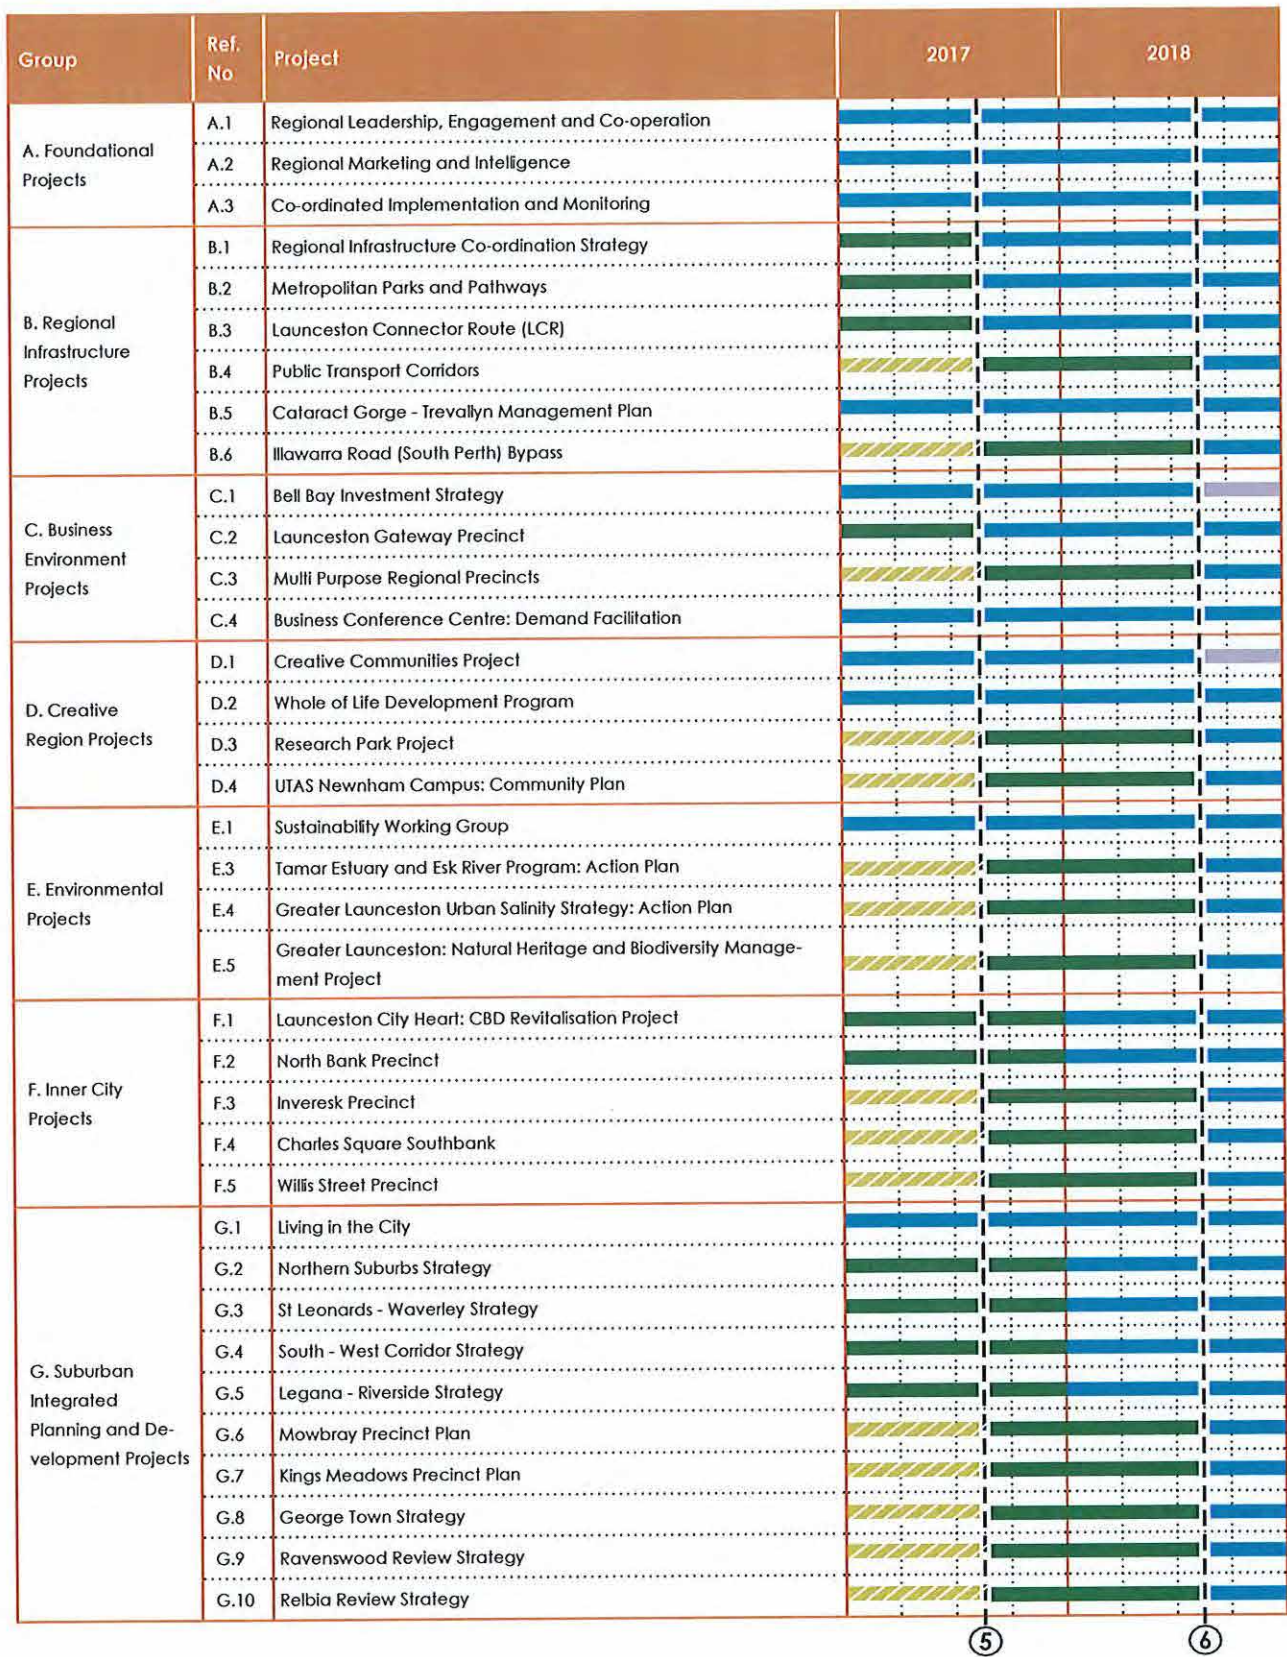 Group
Ref.
No
Project
2017
2018
A. Foundational
Projects
A.1
Regional Leadership, Engagement and Co-operation
A.2
Regional Marketing and Intelligence
A.3
Co-ordinated Implementation and Monitoring
B. Regional
Infrastructure
Projects
B.1
Regional Infrastructure Co-ordination Strategy
B.2
Metropolitan Parks and Pathways
B.3
Launceston Connector Route (LCR)
B.4
Public Transport Corridors
B.5
Cataract Gorge - Trevallyn Management Plan
B.6
Illawarra Road (South Perth) Bypass
C. Business
Environment
Projects
C.1
Bell Bay Investment Strategy
C.2
Launceston Gateway Precinct
C.3
Multi Purpose Regional Precincts
C.4
Business Conference Centre: Demand Facilitation
D. Creative
Region Projects
D.1
Creative Communities Project
D.2
Whole of Life Development Program
D.3
Research Park Project
D.4
UTAS Newnham Campus: Community Plan
E. Environmental
Projects
E.1
Sustainability Working Group
E.3
Tamar Estuary and Esk River Program: Action Plan
E.4
Greater Launceston Urban Salinity Strategy: Action Plan
E.5
Greater Launceston: Natural Heritage and Biodiversity Manage-
ment Project
F. Inner City
Projects
F.1
Launceston City Heart: CBD Revitalisation Project
F.2
North Bank Precinct
F.3
Inveresk Precinct
F.4
Charles Square Southbank
F.5
Willis Street Precinct
G. Suburban
Integrated
Planning and De-
velopment Projects
G.1
Living in the City
G.2
Northern Suburbs Strategy
G.3
St Leonards - Waverley Strategy
G.4
South - West Corridor Strategy
G.5
Legana - Riverside Strategy
G.6
Mowbray Precinct Plan
G.7
Kings Meadows Precinct Plan
G.8
George Town Strategy
G.9
Ravenswood Review Strategy
G.10
Relbia Review Strategy
5
6